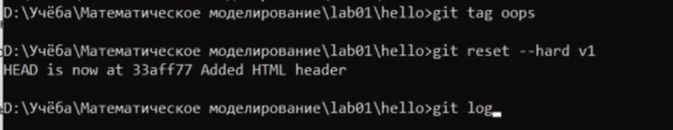 D:\Учёба\Математическое моделирование\lab01\hello>git tag oops
D:\Учёба\Математическое моделирование\lab01\hello>git reset --hard v1
HEAD is now at 33aff77 Added HTML header
D:\Учёба\Математическое моделирование\lab01\hello>git log